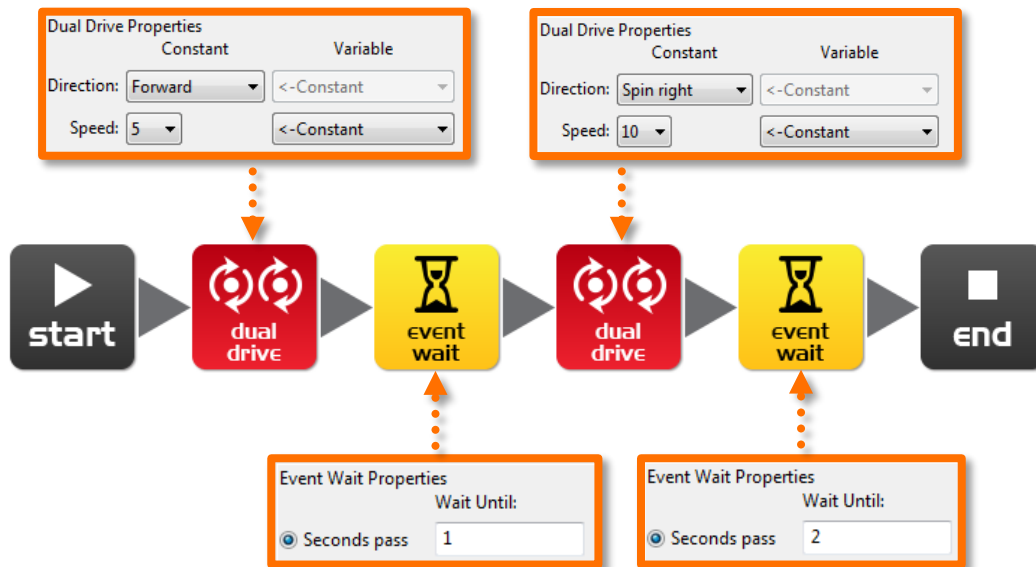 Dual Drive Properties
Constant Variable
Direction: Forward <-Constant
Speed: 5 <-Constant
Dual Drive Properties
Constant Variable
Direction: Spin right <-Constant
Speed: 10 <-Constant
start
dual
drive
event
wait
dual
drive
event
wait
end
Event Wait Properties
Wait Until:
Seconds pass 1
Event Wait Properties
Wait Until:
Seconds pass 2